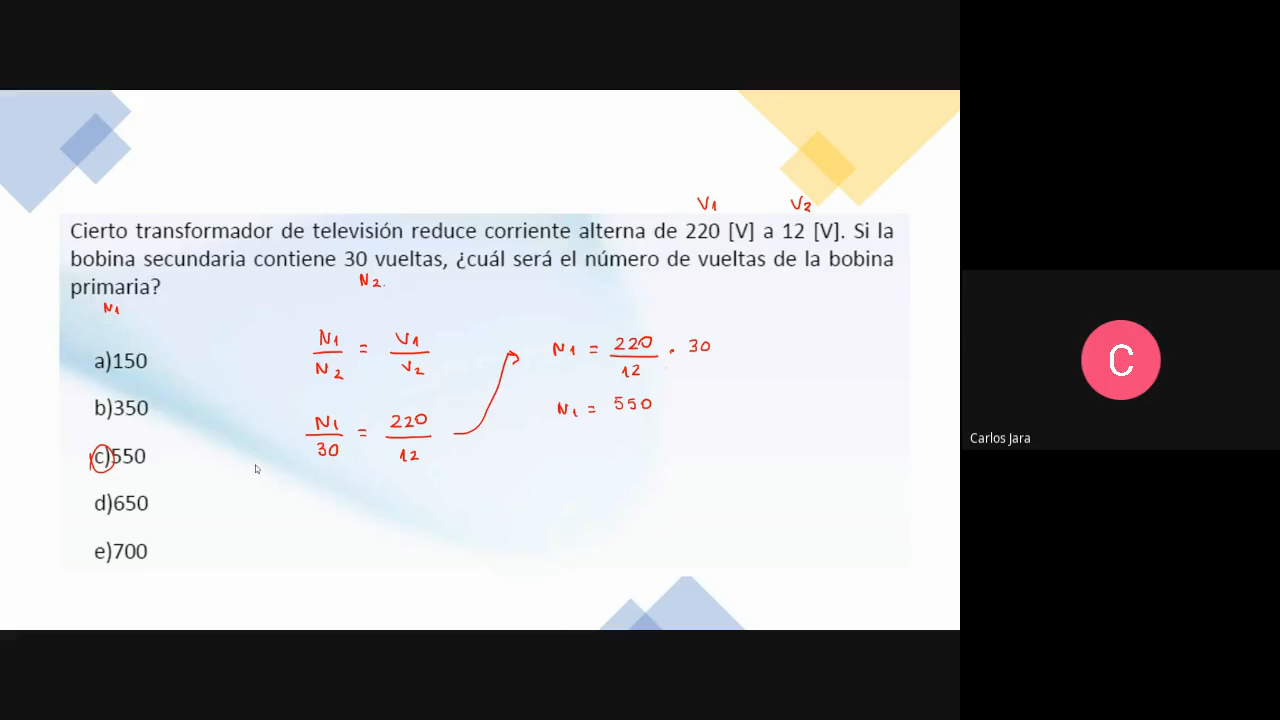 V1 V2
Cierto transformador de televisión reduce corriente alterna de 220 [V] a 12 [V]. Si la
bobina secundaria contiene 30 vueltas, ¿cuál será el número de vueltas de la bobina
N2.
primaria?
N1
a)150
b)350
c)550
d)650
e)700
N1/N2 = V1/V2
N1/30 = 220/12
N1 = 220/12 · 30
N1 = 550
C
Carlos Jara